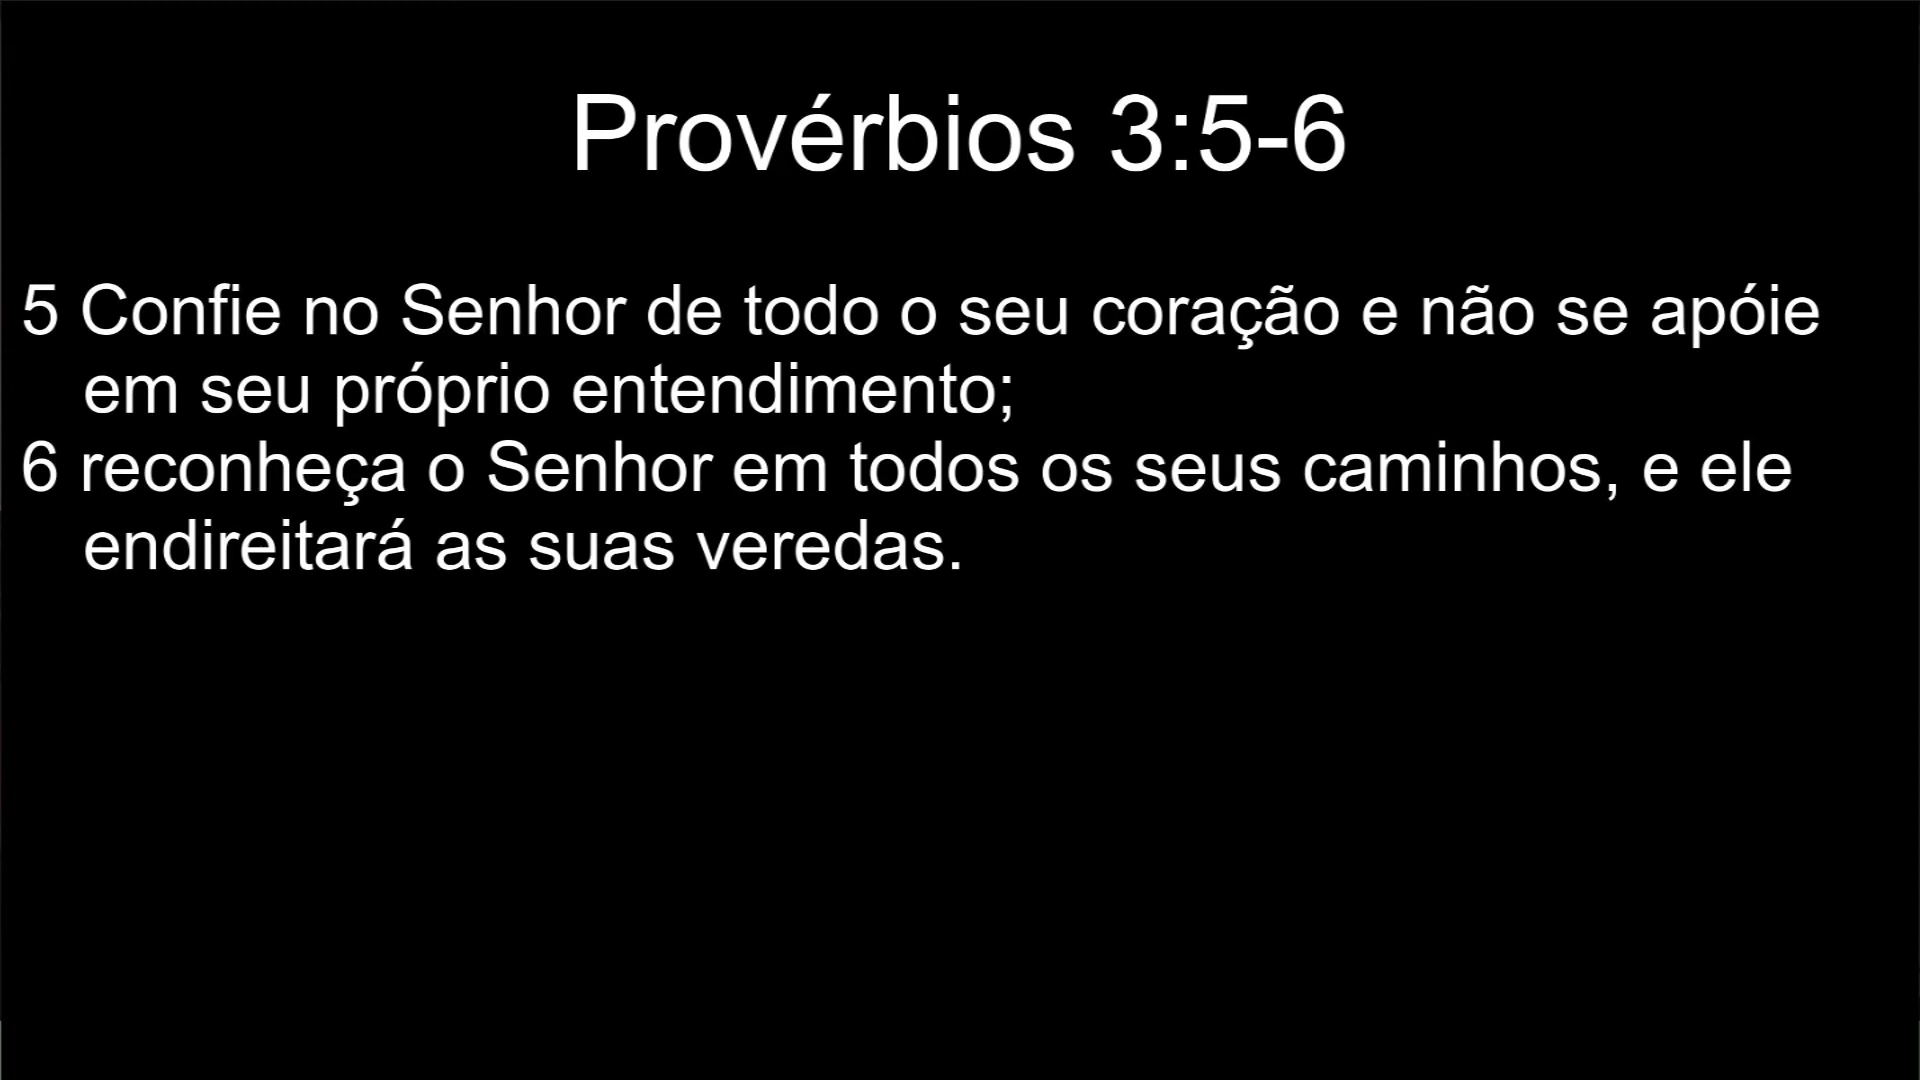 Provérbios 3:5-6
5 Confie no Senhor de todo o seu coração e não se apóie
em seu próprio entendimento;
6 reconheça o Senhor em todos os seus caminhos, e ele
endireitará as suas veredas.